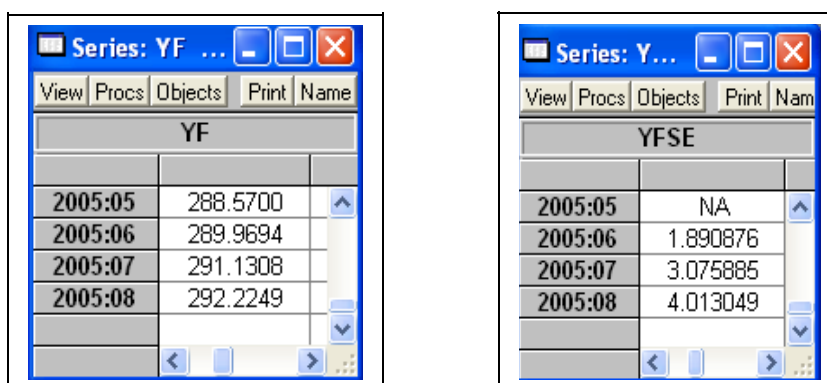 Series: YF ...
View Procs Objects Print Name
YF
2005:05 288.5700
2005:06 289.9694
2005:07 291.1308
2005:08 292.2249
Series: Y...
View Procs Objects Print Nam
YFSE
2005:05 NA
2005:06 1.890876
2005:07 3.075885
2005:08 4.013049